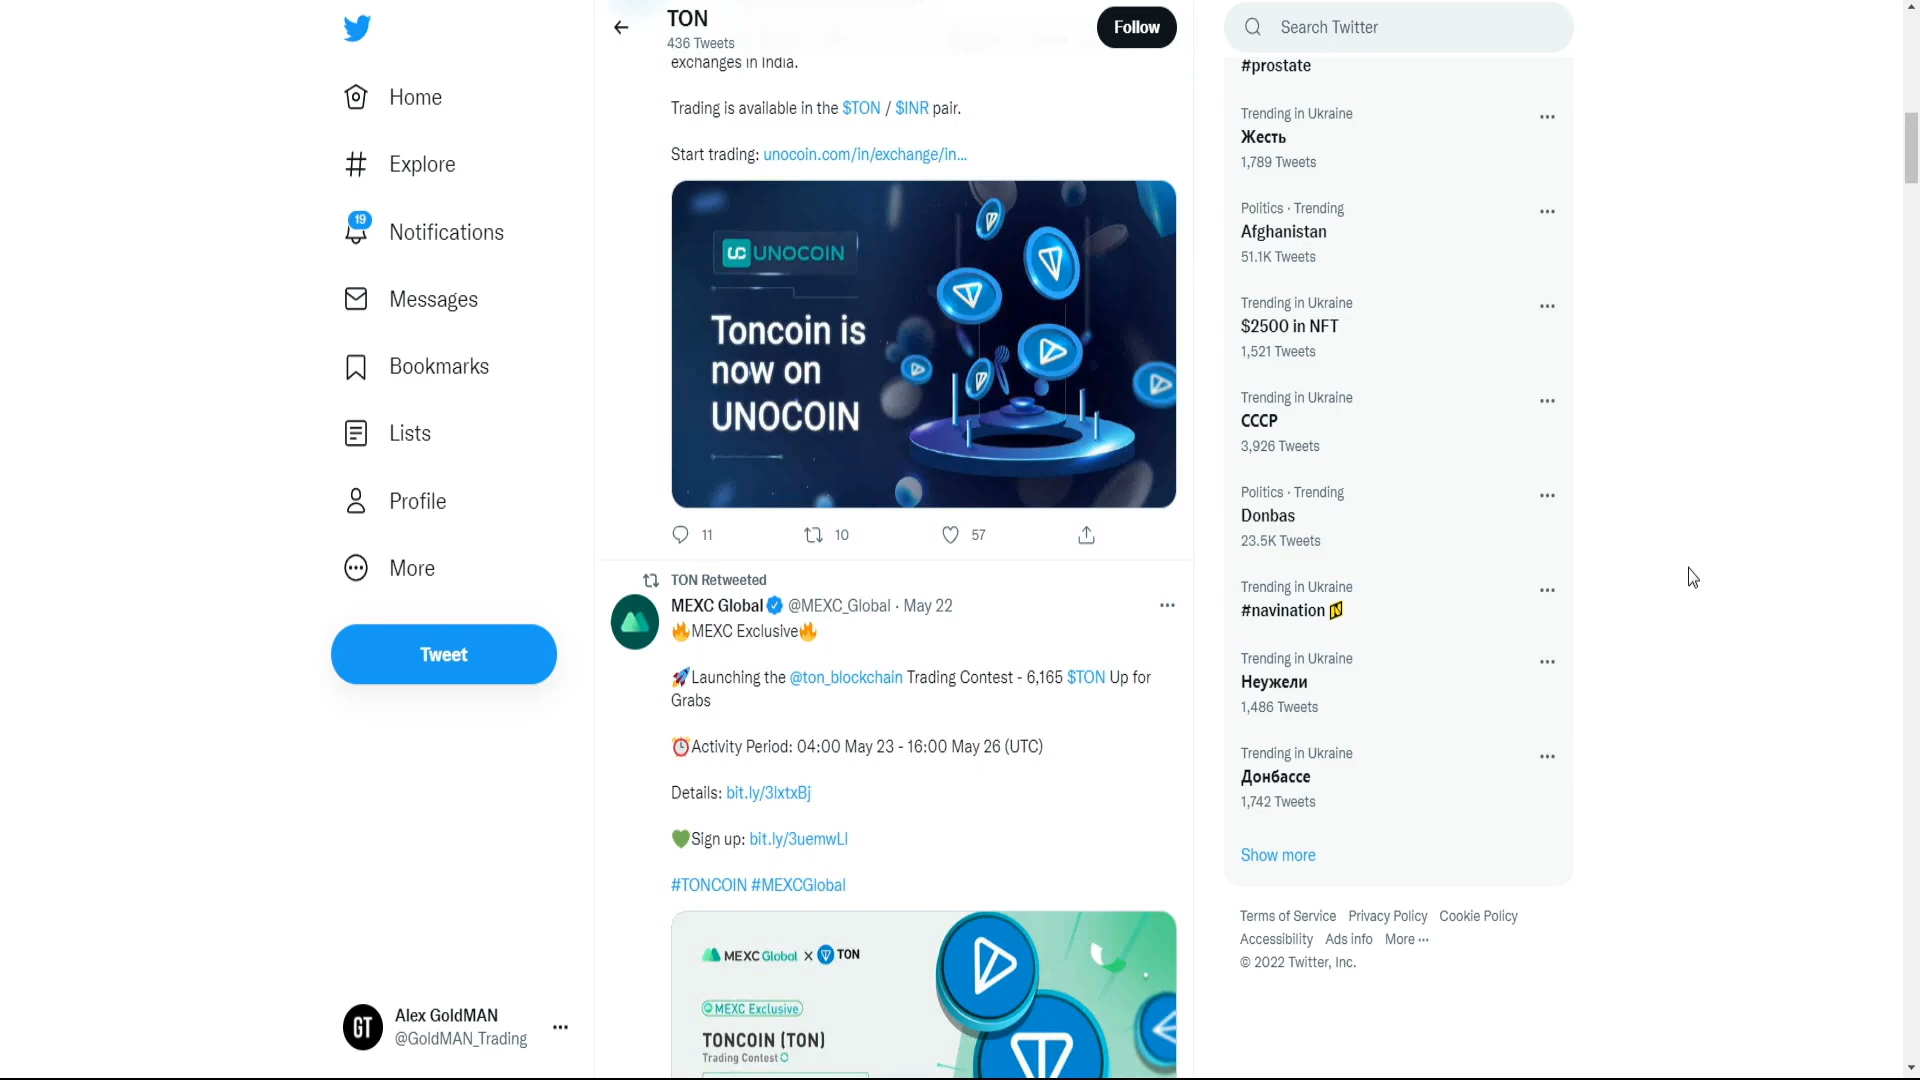 Home
Explore
19
Notifications
Messages
Bookmarks
Lists
Profile
More
Tweet
GT
Alex GoldMAN
@GoldMAN_Trading
TON
436 Tweets
Follow
exchanges in India.
Trading is available in the $TON / $INR pair.
Start trading: unocoin.com/in/exchange/in...
UC UNOCOIN
Toncoin is
now on
UNOCOIN
11
10
57
TON Retweeted
MEXC Global @MEXC_Global · May 22
🔥MEXC Exclusive🔥
🚀Launching the @ton_blockchain Trading Contest - 6,165 $TON Up for
Grabs
⏰Activity Period: 04:00 May 23 - 16:00 May 26 (UTC)
Details: bit.ly/3lxtxBj
💚Sign up: bit.ly/3uemwLl
#TONCOIN #MEXCGlobal
MEXC Global X TON
MEXC Exclusive
TONCOIN (TON)
Trading Contest
Search Twitter
#prostate
Trending in Ukraine
Жесть
1,789 Tweets
Politics · Trending
Afghanistan
51.1K Tweets
Trending in Ukraine
$2500 in NFT
1,521 Tweets
Trending in Ukraine
СССР
3,926 Tweets
Politics · Trending
Donbas
23.5K Tweets
Trending in Ukraine
#navination
Trending in Ukraine
Неужели
1,486 Tweets
Trending in Ukraine
Донбассе
1,742 Tweets
Show more
Terms of Service Privacy Policy Cookie Policy
Accessibility Ads info More ···
© 2022 Twitter, Inc.